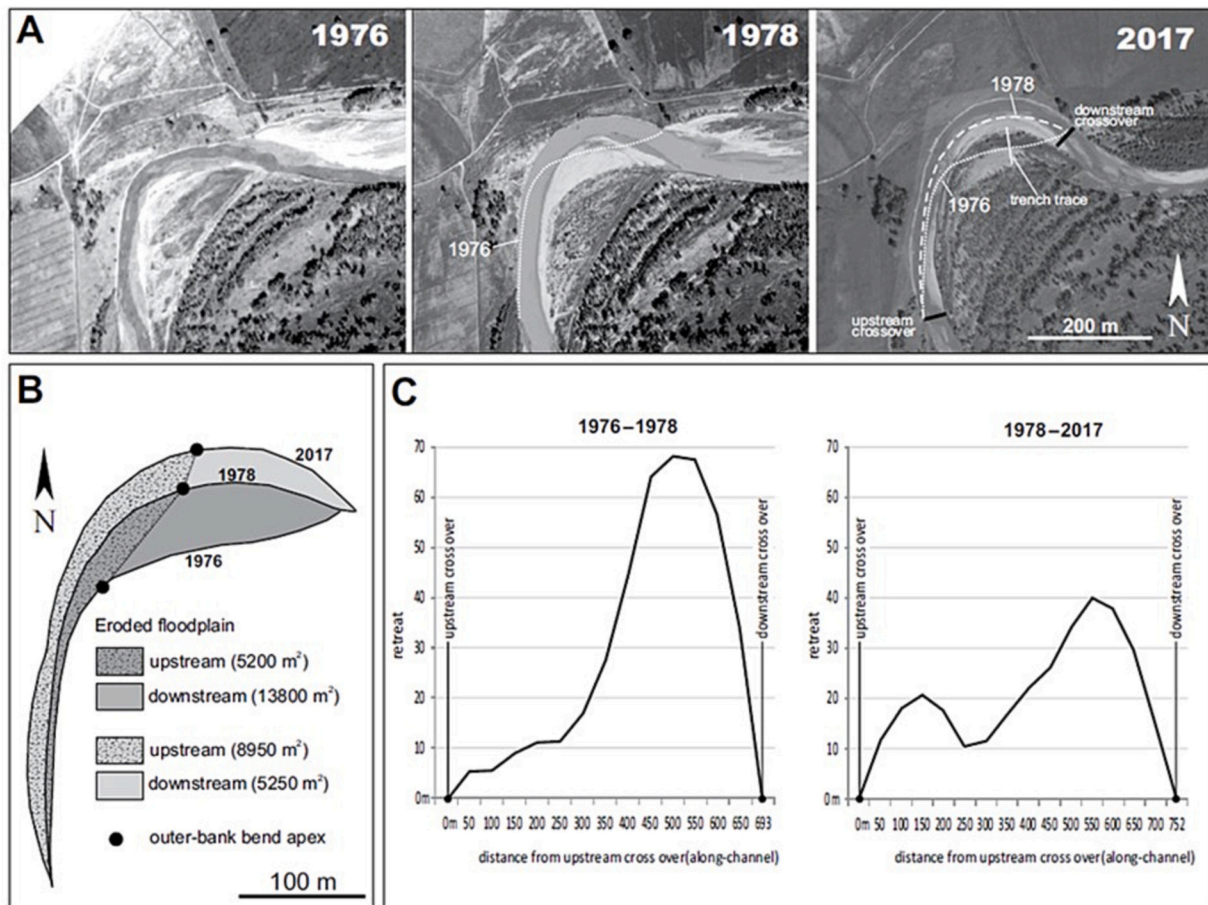 A
1976
1978
1976
2017
1978
downstream
crossover
1976
trench trace
upstream
crossover
200 m
N
B
N
2017
1978
1976
Eroded floodplain
upstream (5200 m²)
downstream (13800 m²)
upstream (8950 m²)
downstream (5250 m²)
outer-bank bend apex
100 m
C
1976–1978
70
60
50
40
30
20
10
0m
retreat
upstream cross over
downstream cross over
0m 50 100 150 200 250 300 350 400 450 500 550 600 650 693
distance from upstream cross over(along-channel)
1978–2017
70
60
50
40
30
20
10
0m
retreat
upstream cross over
downstream cross over
0m 50 100 150 200 250 300 350 400 450 500 550 600 650 700 752
distance from upstream cross over(along-channel)